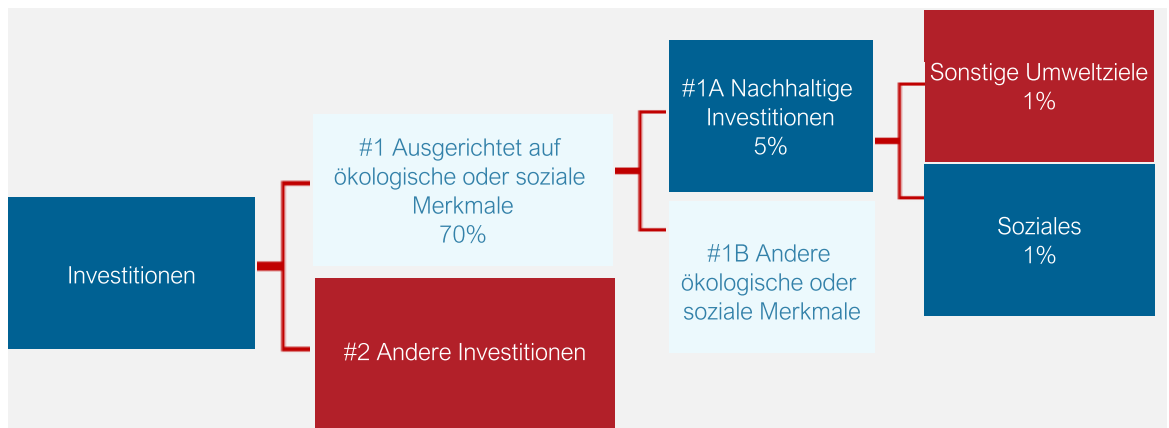 Investitionen
#1 Ausgerichtet auf
ökologische oder soziale
Merkmale
70%
#2 Andere Investitionen
#1A Nachhaltige
Investitionen
5%
#1B Andere
ökologische oder
soziale Merkmale
Sonstige Umweltziele
1%
Soziales
1%